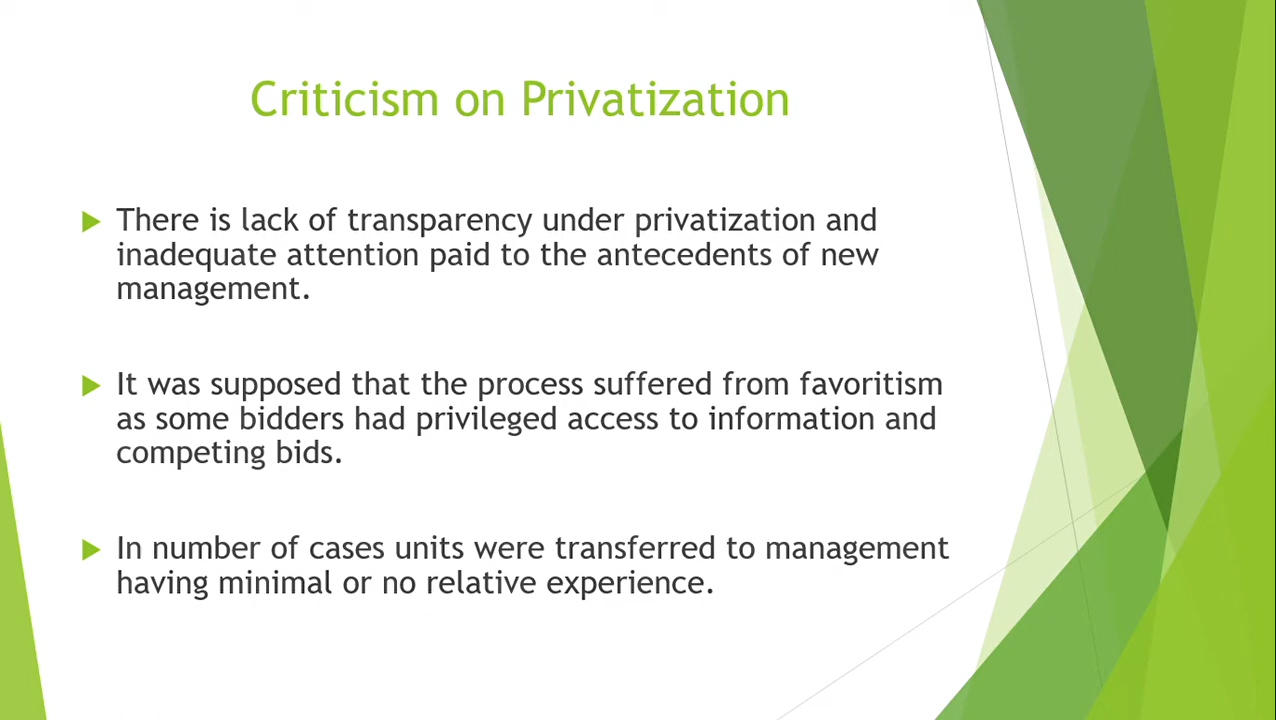 Criticism on Privatization
There is lack of transparency under privatization and
inadequate attention paid to the antecedents of new
management.
It was supposed that the process suffered from favoritism
as some bidders had privileged access to information and
competing bids.
In number of cases units were transferred to management
having minimal or no relative experience.